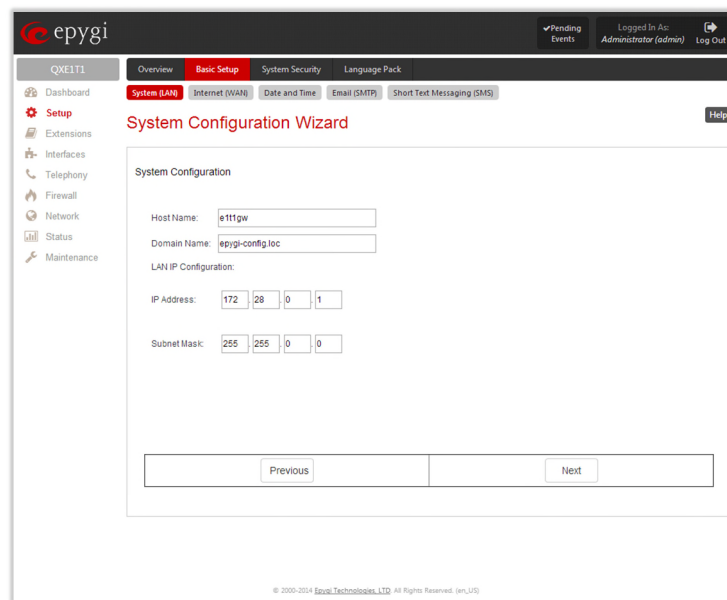 epygi
✔Pending Events
Logged In As:
Administrator (admin)
Log Out
QXE1T1
Overview Basic Setup System Security Language Pack
Dashboard
Setup
Extensions
Interfaces
Telephony
Firewall
Network
Status
Maintenance
System (LAN) Internet (WAN) Date and Time Email (SMTP) Short Text Messaging (SMS)
System Configuration Wizard
Help
System Configuration
Host Name: e1t1gw
Domain Name: epygi-config.loc
LAN IP Configuration:
IP Address: 172 . 28 . 0 . 1
Subnet Mask: 255 . 255 . 0 . 0
Previous Next
© 2000-2014 Epygi Technologies, LTD. All Rights Reserved. (en_US)